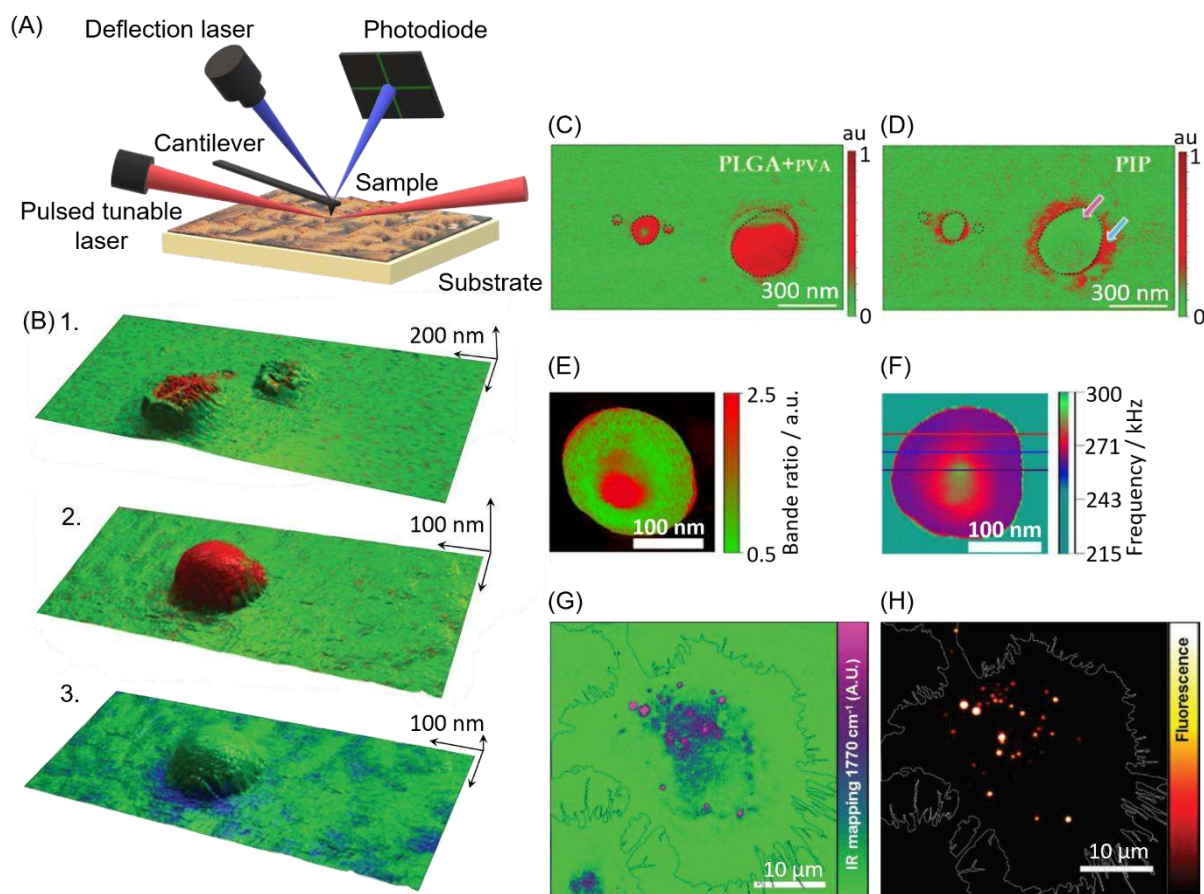 (A)
Deflection laser
Photodiode
Cantilever
Sample
Pulsed tunable
laser
Substrate
(B)
1.
200 nm
2.
100 nm
3.
100 nm
(C)
au
PLGA+PVA
1
300 nm
0
(D)
au
PIP
1
300 nm
0
(E)
2.5
Bande ratio / a.u.
100 nm
0.5
(F)
300
271
243
215
Frequency / kHz
100 nm
(G)
IR mapping 1770 cm⁻¹ (A.U.)
10 µm
(H)
Fluorescence
10 µm